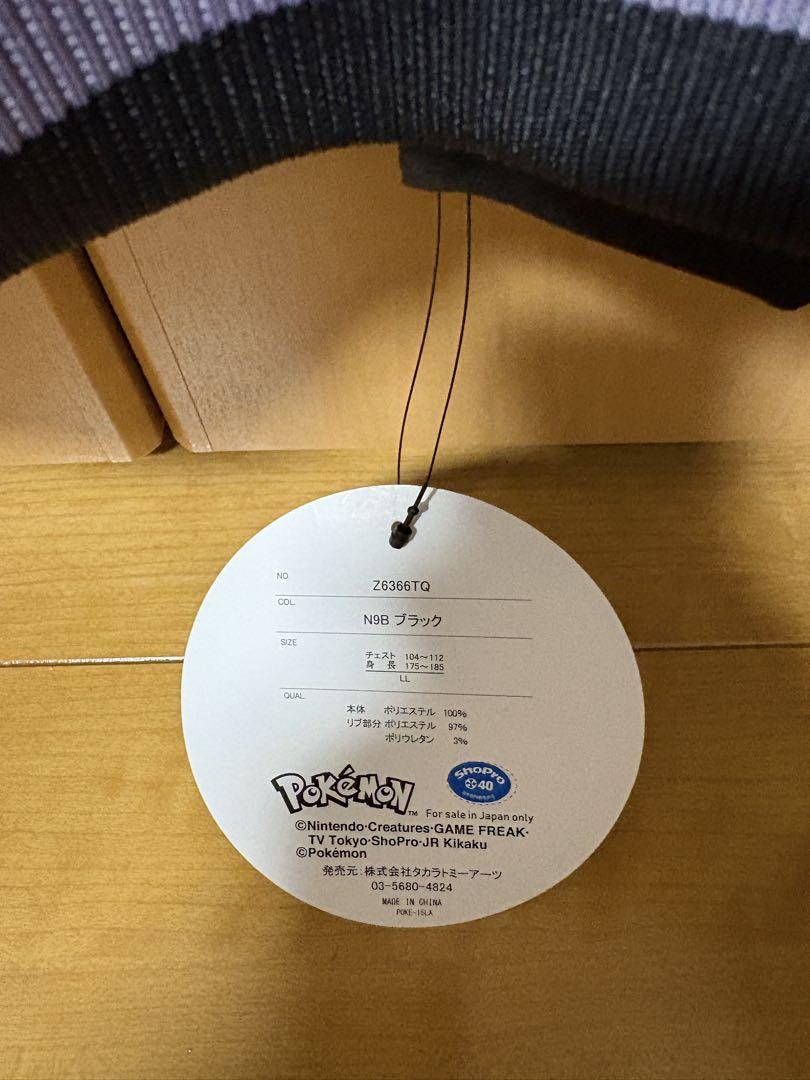 NO.
Z6366TQ
COL.
N9B ブラック
SIZE
チェスト 104～112
身 長 175～185
LL
QUAL.
本体 ポリエステル 100%
リブ部分 ポリエステル 97%
ポリウレタン 3%
POKéMON™
ShoPro
40
For sale in Japan only
©Nintendo·Creatures·GAME FREAK·
TV Tokyo·ShoPro·JR Kikaku
©Pokémon
発売元：株式会社タカラトミーアーツ
03-5680-4824
MADE IN CHINA
POKE-15LA